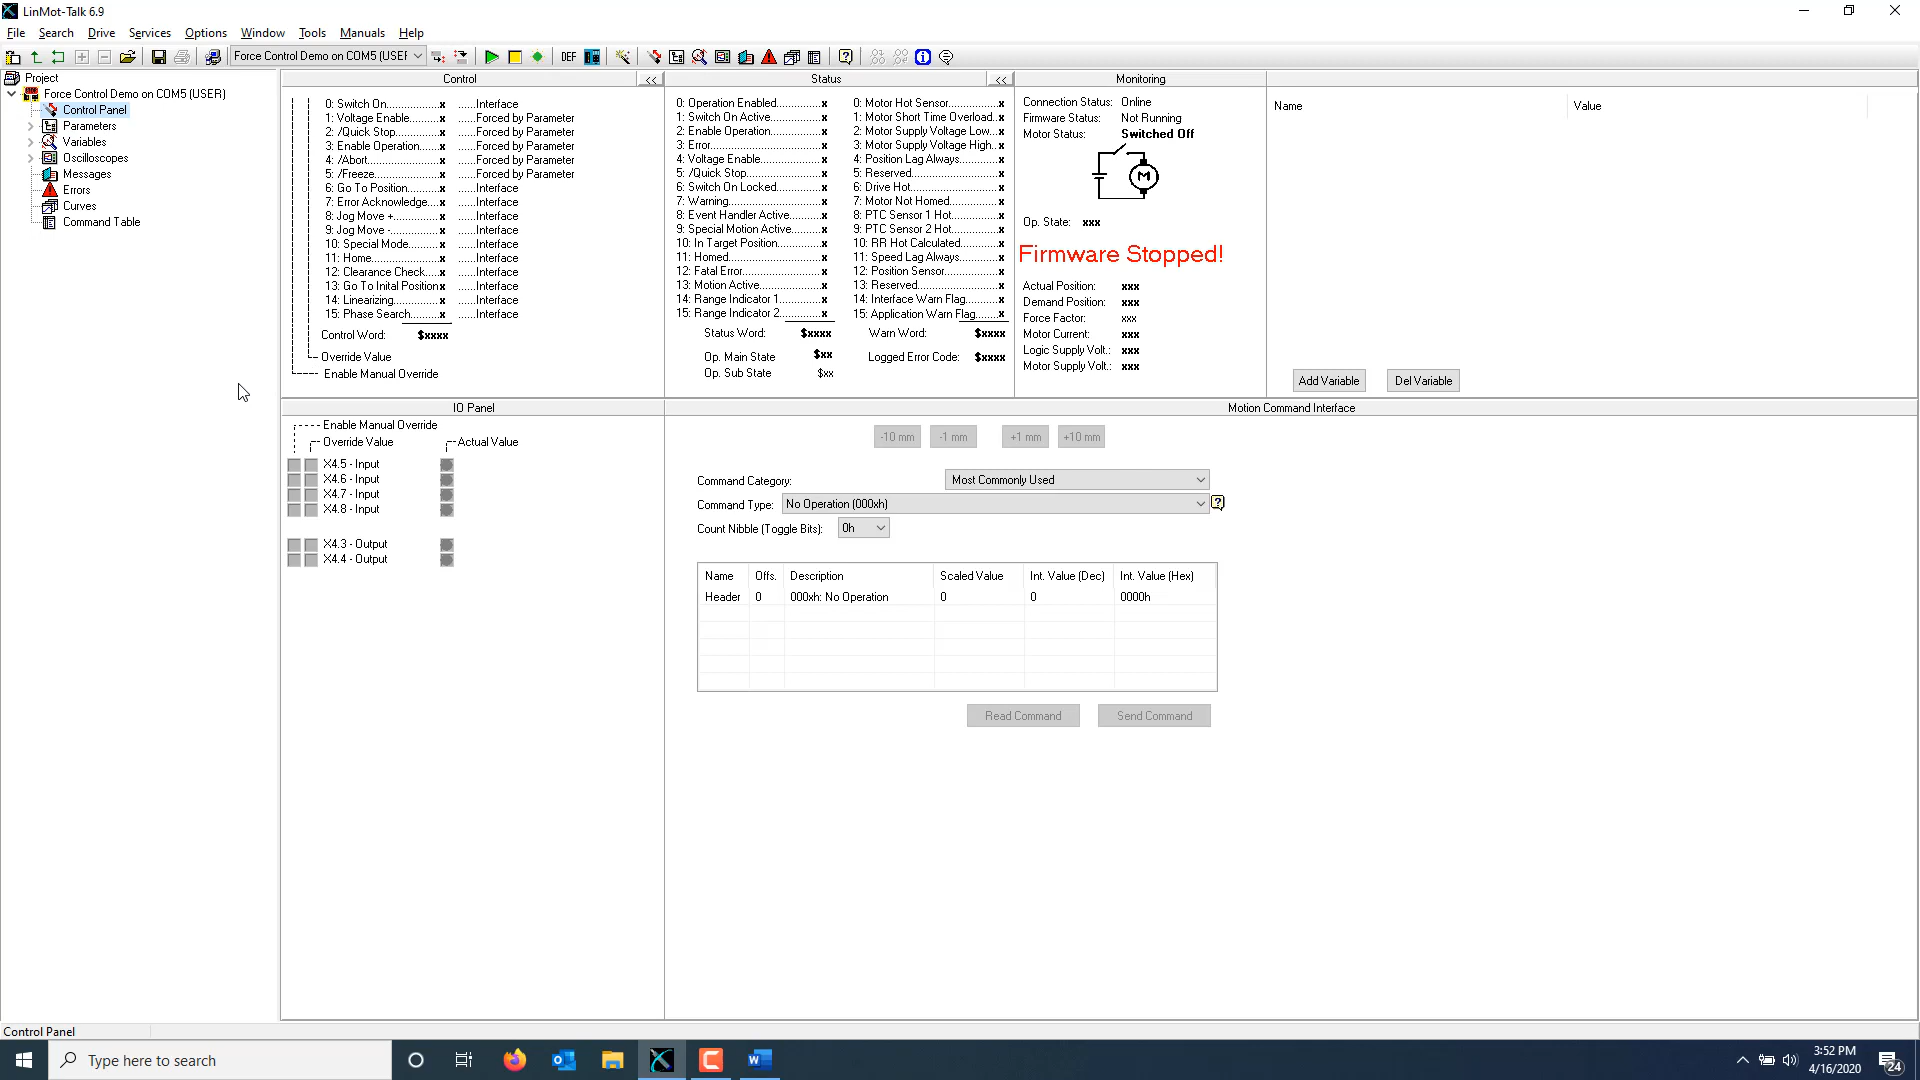 LinMot-Talk 6.9
File Search Drive Services Options Window Tools Manuals Help
Force Control Demo on COM5 (USEF
DEF
Project
Force Control Demo on COM5 (USER)
Control Panel
Parameters
Variables
Oscilloscopes
Messages
Errors
Curves
Command Table
Control <<
0: Switch On..................x ......Interface
1: Voltage Enable..........x ......Forced by Parameter
2: /Quick Stop...............x ......Forced by Parameter
3: Enable Operation.......x ......Forced by Parameter
4: /Abort.......................x ......Forced by Parameter
5: /Freeze.....................x ......Forced by Parameter
6: Go To Position...........x ......Interface
7: Error Acknowledge....x ......Interface
8: Jog Move +...............x ......Interface
9: Jog Move -................x ......Interface
10: Special Mode...........x ......Interface
11: Home......................x ......Interface
12: Clearance Check.....x ......Interface
13: Go To Inital Positionx ......Interface
14: Linearizing...............x ......Interface
15: Phase Search..........x ......Interface
Control Word: $xxxx
Override Value
Enable Manual Override
Status <<
0: Operation Enabled...........x
1: Switch On Active.............x
2: Enable Operation.............x
3: Error................................x
4: Voltage Enable................x
5: /Quick Stop.....................x
6: Switch On Locked............x
7: Warning...........................x
8: Event Handler Active........x
9: Special Motion Active.......x
10: In Target Position...........x
11: Homed...........................x
12: Fatal Error......................x
13: Motion Active.................x
14: Range Indicator 1...........x
15: Range Indicator 2...........x
Status Word: $xxxx
Op. Main State $xx
Op. Sub State $xx
0: Motor Hot Sensor..............x
1: Motor Short Time Overload..x
2: Motor Supply Voltage Low...x
3: Motor Supply Voltage High..x
4: Position Lag Always...........x
5: Reserved..........................x
6: Drive Hot...........................x
7: Motor Not Homed..............x
8: PTC Sensor 1 Hot..............x
9: PTC Sensor 2 Hot..............x
10: RR Hot Calculated............x
11: Speed Lag Always............x
12: Position Sensor................x
13: Reserved.........................x
14: Interface Warn Flag..........x
15: Application Warn Flag.......x
Warn Word: $xxxx
Logged Error Code: $xxxx
Monitoring
Connection Status: Online
Firmware Status: Not Running
Motor Status: Switched Off
M
Op. State: xxx
Firmware Stopped!
Actual Position: xxx
Demand Position: xxx
Force Factor: xxx
Motor Current: xxx
Logic Supply Volt.: xxx
Motor Supply Volt.: xxx
Name Value
Add Variable Del Variable
IO Panel
Enable Manual Override
Override Value Actual Value
X4.5 - Input
X4.6 - Input
X4.7 - Input
X4.8 - Input
X4.3 - Output
X4.4 - Output
Motion Command Interface
-10 mm -1 mm +1 mm +10 mm
Command Category: Most Commonly Used
Command Type: No Operation (000xh)
Count Nibble (Toggle Bits): 0h
Name Offs. Description Scaled Value Int. Value (Dec) Int. Value (Hex)
Header 0 000xh: No Operation 0 0 0000h
Read Command Send Command
Control Panel
Type here to search
3:52 PM
4/16/2020
24